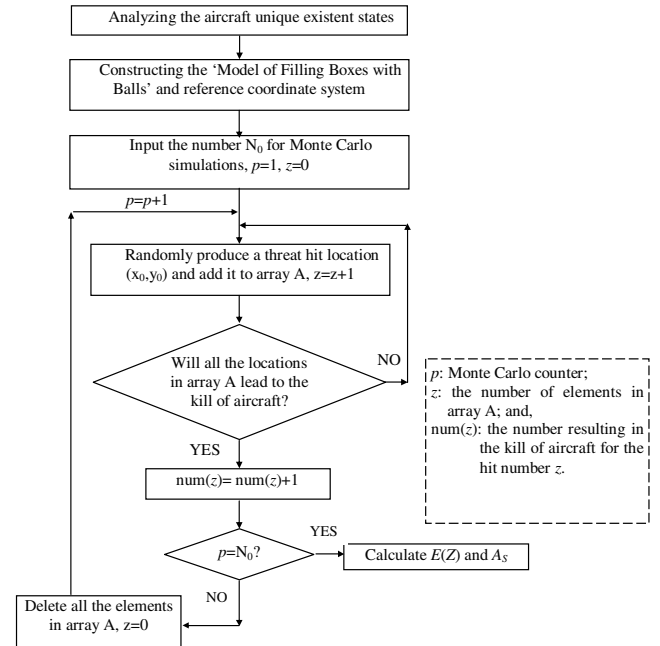 Analyzing the aircraft unique existent states
Constructing the ‘Model of Filling Boxes with
Balls’ and reference coordinate system
Input the number N0 for Monte Carlo
simulations, p=1, z=0
p=p+1
Randomly produce a threat hit location
(x0,y0) and add it to array A, z=z+1
Will all the locations
in array A lead to the
kill of aircraft?
NO
YES
p: Monte Carlo counter;
z: the number of elements in
array A; and,
num(z): the number resulting in
the kill of aircraft for the
hit number z.
num(z)= num(z)+1
p=N0?
YES
Calculate E(Z) and AS
NO
Delete all the elements
in array A, z=0